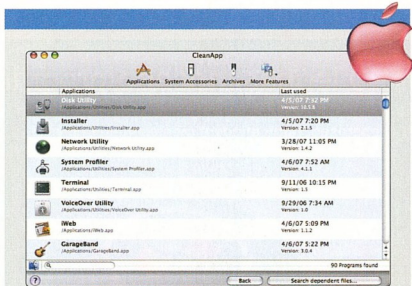 CleanApp
Applications System Accessories Archives More Features
Applications Last used
Disk Utility 4/5/07 7:32 PM
/Applications/Utilities/Disk Utility.app Version: 10.5.6
Installer 4/5/07 7:20 PM
/Applications/Utilities/Installer.app Version: 2.1.5
Network Utility 3/28/07 11:05 PM
/Applications/Utilities/Network Utility.app Version: 1.4.2
System Profiler 4/6/07 7:52 AM
/Applications/Utilities/System Profiler.app Version: 4.1.1
Terminal 9/11/06 10:15 PM
/Applications/Utilities/Terminal.app Version: 1.5
VoiceOver Utility 9/29/06 7:34 AM
/Applications/Utilities/VoiceOver Utility.app Version: 1.0
iWeb 4/6/07 5:09 PM
/Applications/iWeb.app Version: 1.1.2
GarageBand 4/6/07 5:22 PM
/Applications/GarageBand.app Version: 3.0.4
90 Programs found
? Back Search dependent files...